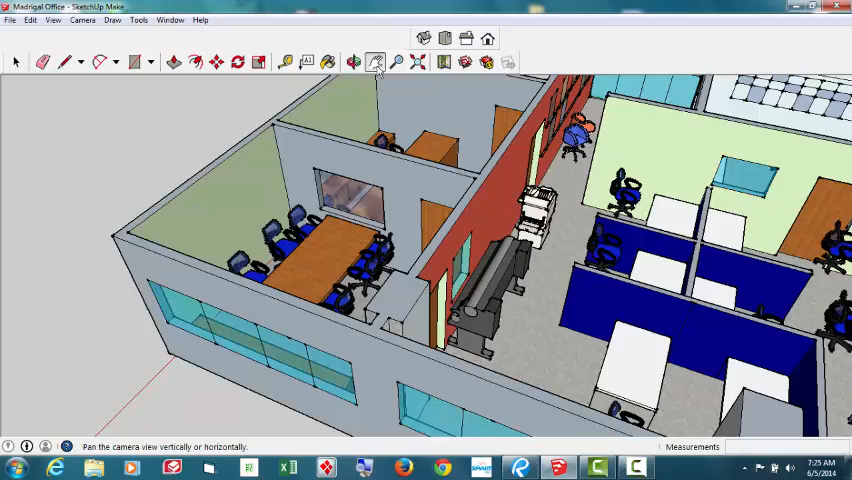 Madrigal Office - SketchUp Make
File Edit View Camera Draw Tools Window Help
A1
Pan the camera view vertically or horizontally.
Measurements
7:25 AM
6/5/2014